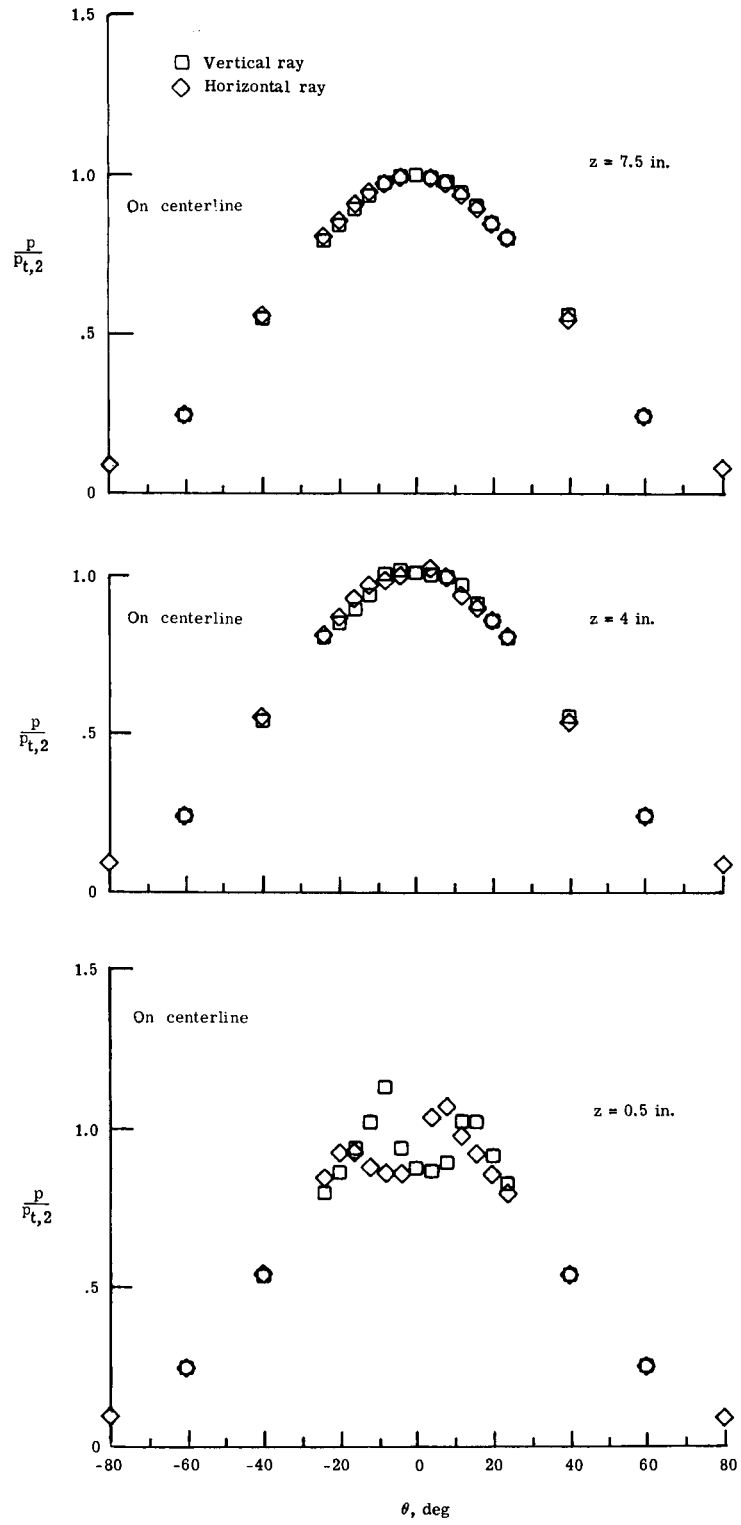 1.5
Vertical ray
Horizontal ray
z = 7.5 in.
1.0
On centerline
p
p_t,2
.5
0
1.0
On centerline
z = 4 in.
p
p_t,2
.5
0
1.5
On centerline
z = 0.5 in.
1.0
p
p_t,2
.5
0
-80 -60 -40 -20 0 20 40 60 80
θ, deg